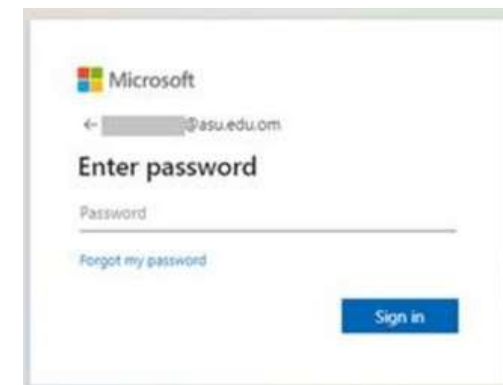 Microsoft
← @asu.edu.om
Enter password
Password
Forgot my password
Sign in